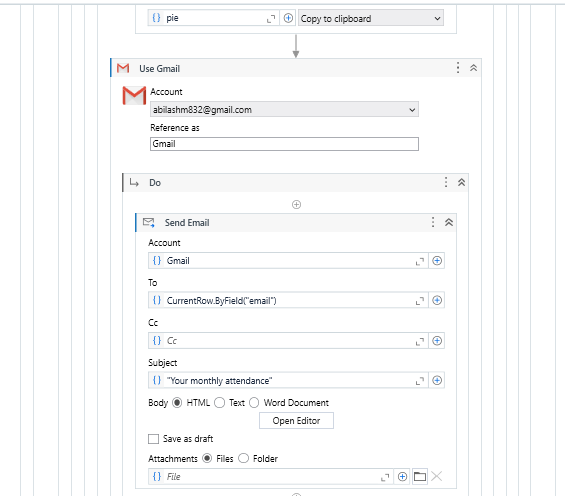 pie Copy to clipboard
Use Gmail
Account
abilashm832@gmail.com
Reference as
Gmail
Do
Send Email
Account
Gmail
To
CurrentRow.ByField("email")
Cc
Cc
Subject
"Your monthly attendance"
Body HTML Text Word Document
Open Editor
Save as draft
Attachments Files Folder
File